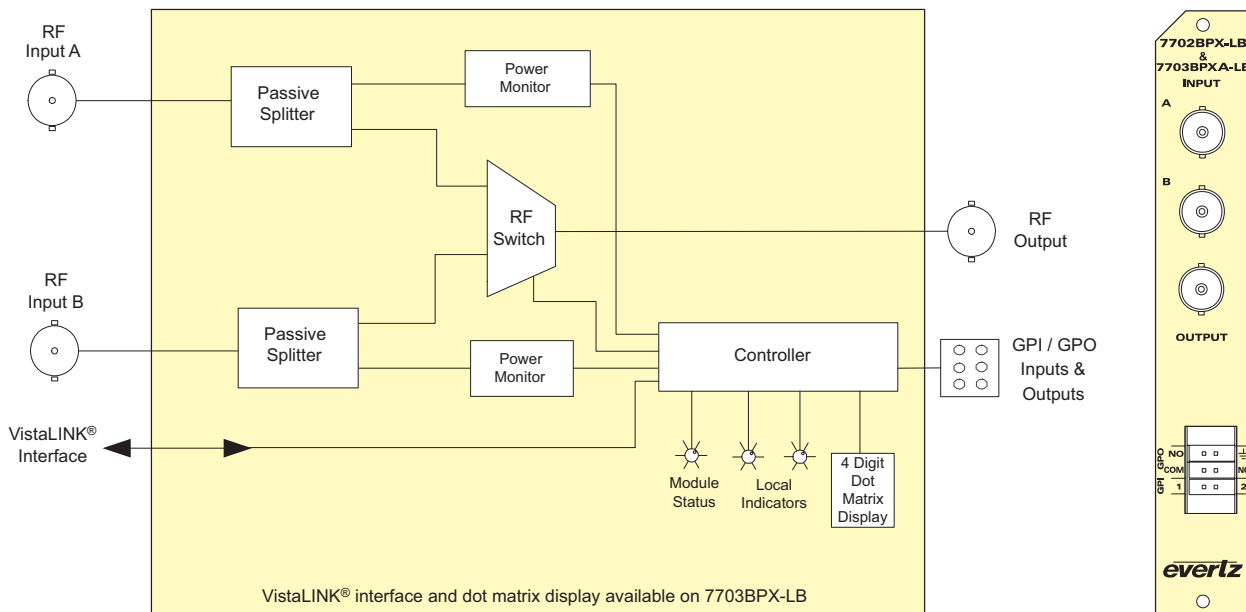 RF
Input A
Passive
Splitter
Power
Monitor
RF
Switch
RF
Output
RF
Input B
Passive
Splitter
Power
Monitor
Controller
GPI / GPO
Inputs &
Outputs
VistaLINK®
Interface
Module
Status
Local
Indicators
4 Digit
Dot
Matrix
Display
VistaLINK® interface and dot matrix display available on 7703BPX-LB
7702BPX-LB
&
7703BPXA-LB
INPUT
A
B
OUTPUT
GPO
NO
COM
GPI
1
2
evertz